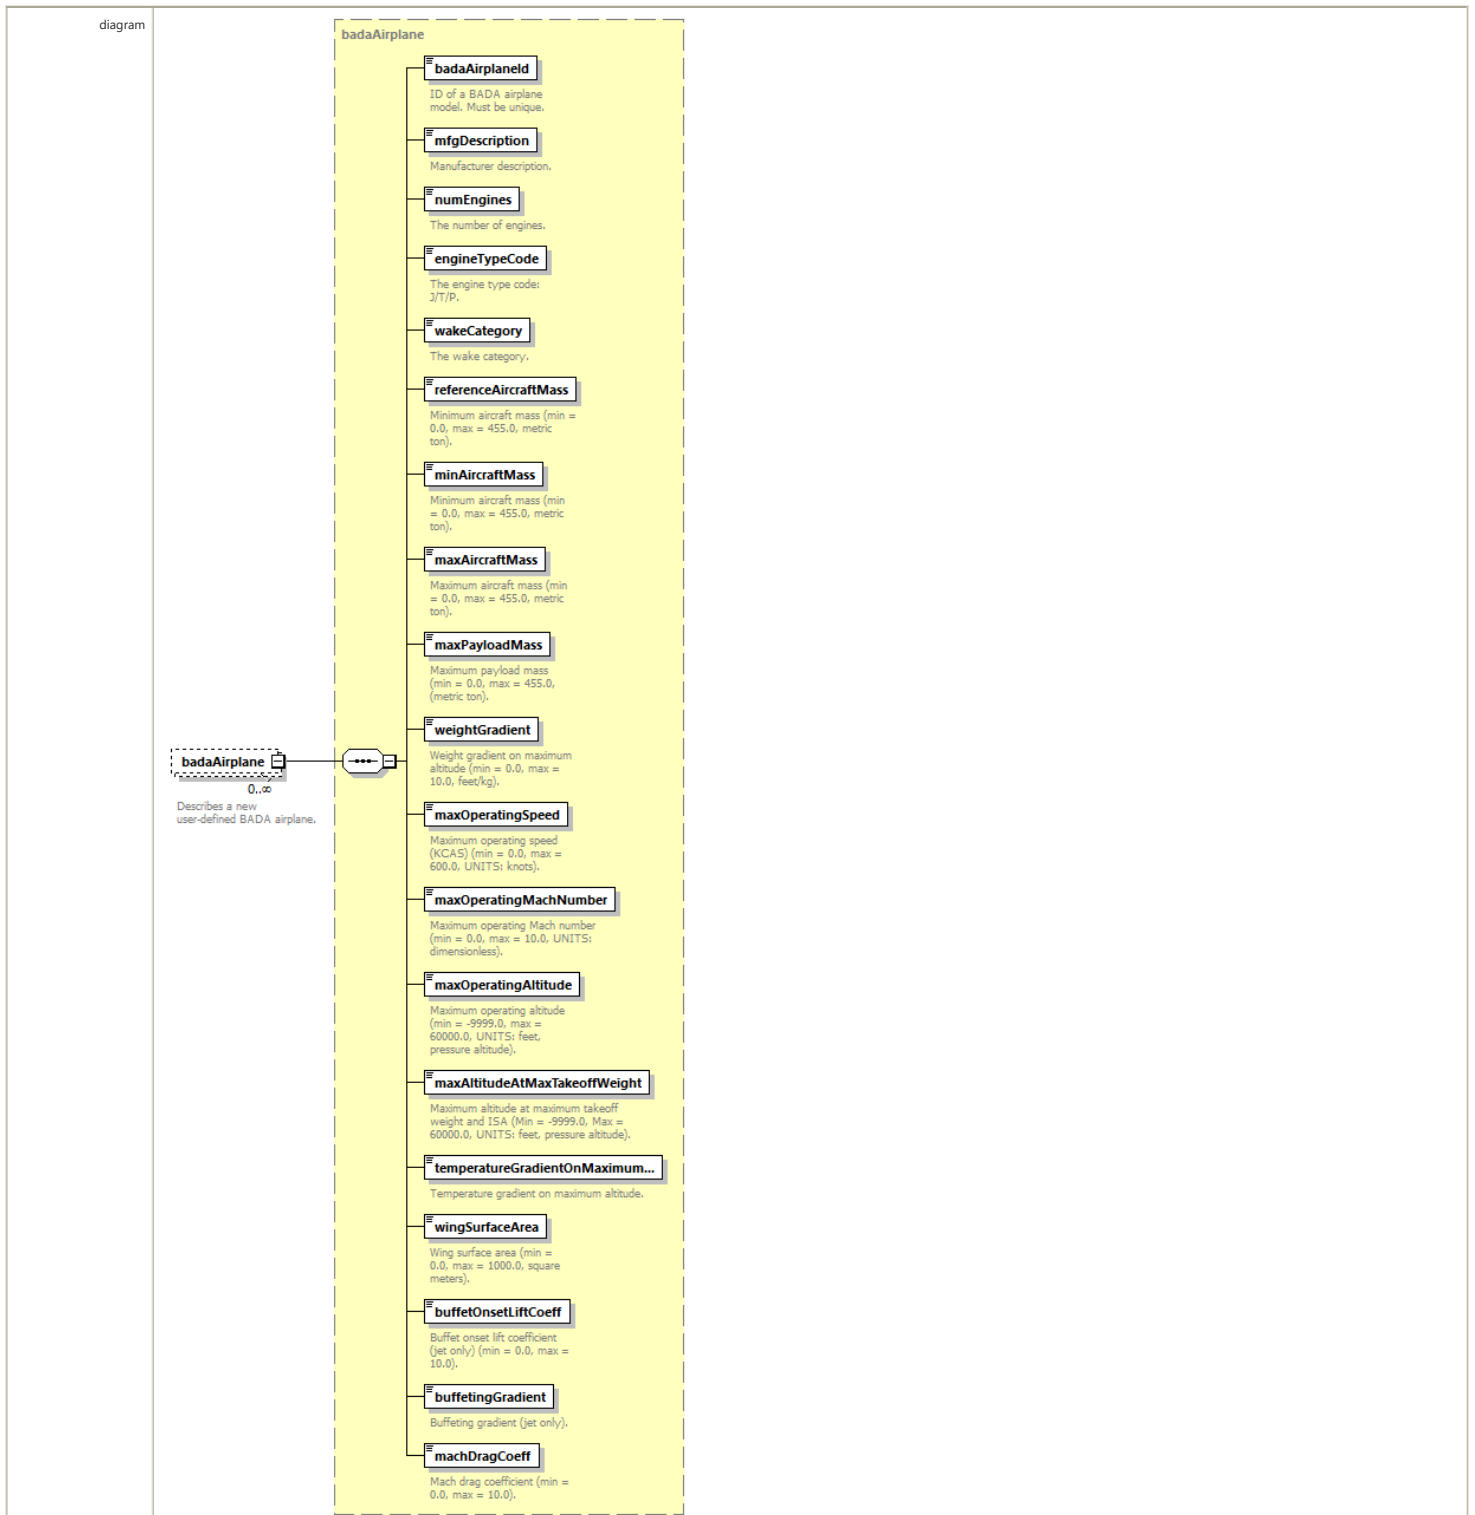 diagram
badaAirplane
badaAirplaneId
ID of a BADA airplane
model. Must be unique.
mfgDescription
Manufacturer description.
numEngines
The number of engines.
engineTypeCode
The engine type code:
J/T/P.
wakeCategory
The wake category.
referenceAircraftMass
Minimum aircraft mass (min =
0.0, max = 455.0, metric
ton).
minAircraftMass
Minimum aircraft mass (min
= 0.0, max = 455.0, metric
ton).
maxAircraftMass
Maximum aircraft mass (min
= 0.0, max = 455.0, metric
ton).
maxPayloadMass
Maximum payload mass
(min = 0.0, max = 455.0,
(metric ton).
weightGradient
Weight gradient on maximum
altitude (min = 0.0, max =
10.0, feet/kg).
badaAirplane
0..∞
Describes a new
user-defined BADA airplane.
maxOperatingSpeed
Maximum operating speed
(KCAS) (min = 0.0, max =
600.0, UNITS: knots).
maxOperatingMachNumber
Maximum operating Mach number
(min = 0.0, max = 10.0, UNITS:
dimensionless).
maxOperatingAltitude
Maximum operating altitude
(min = -9999.0, max =
60000.0, UNITS: feet,
pressure altitude).
maxAltitudeAtMaxTakeoffWeight
Maximum altitude at maximum takeoff
weight and ISA (Min = -9999.0, Max =
60000.0, UNITS: feet, pressure altitude).
temperatureGradientOnMaximum...
Temperature gradient on maximum altitude.
wingSurfaceArea
Wing surface area (min =
0.0, max = 1000.0, square
meters).
buffetOnsetLiftCoeff
Buffet onset lift coefficient
(jet only) (min = 0.0, max =
10.0).
buffetingGradient
Buffeting gradient (jet only).
machDragCoeff
Mach drag coefficient (min =
0.0, max = 10.0).